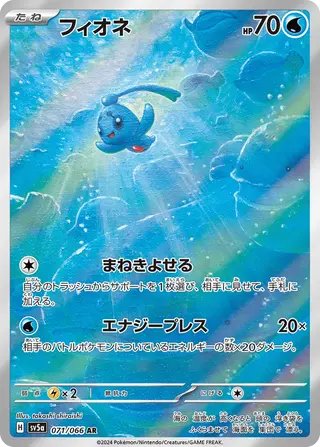 たね フィオネ HP70
まねきよせる
自分のトラッシュからサポートを1枚選び、相手に見せて、手札に
加える。
エナジープレス 20×
相手のバトルポケモンについているエネルギーの数×20ダメージ。
弱点 ×2 抵抗力 にげる
Illus. takashi shiraishi
H sv5a 071/066 AR
©2024 Pokémon/Nintendo/Creatures/GAME FREAK.